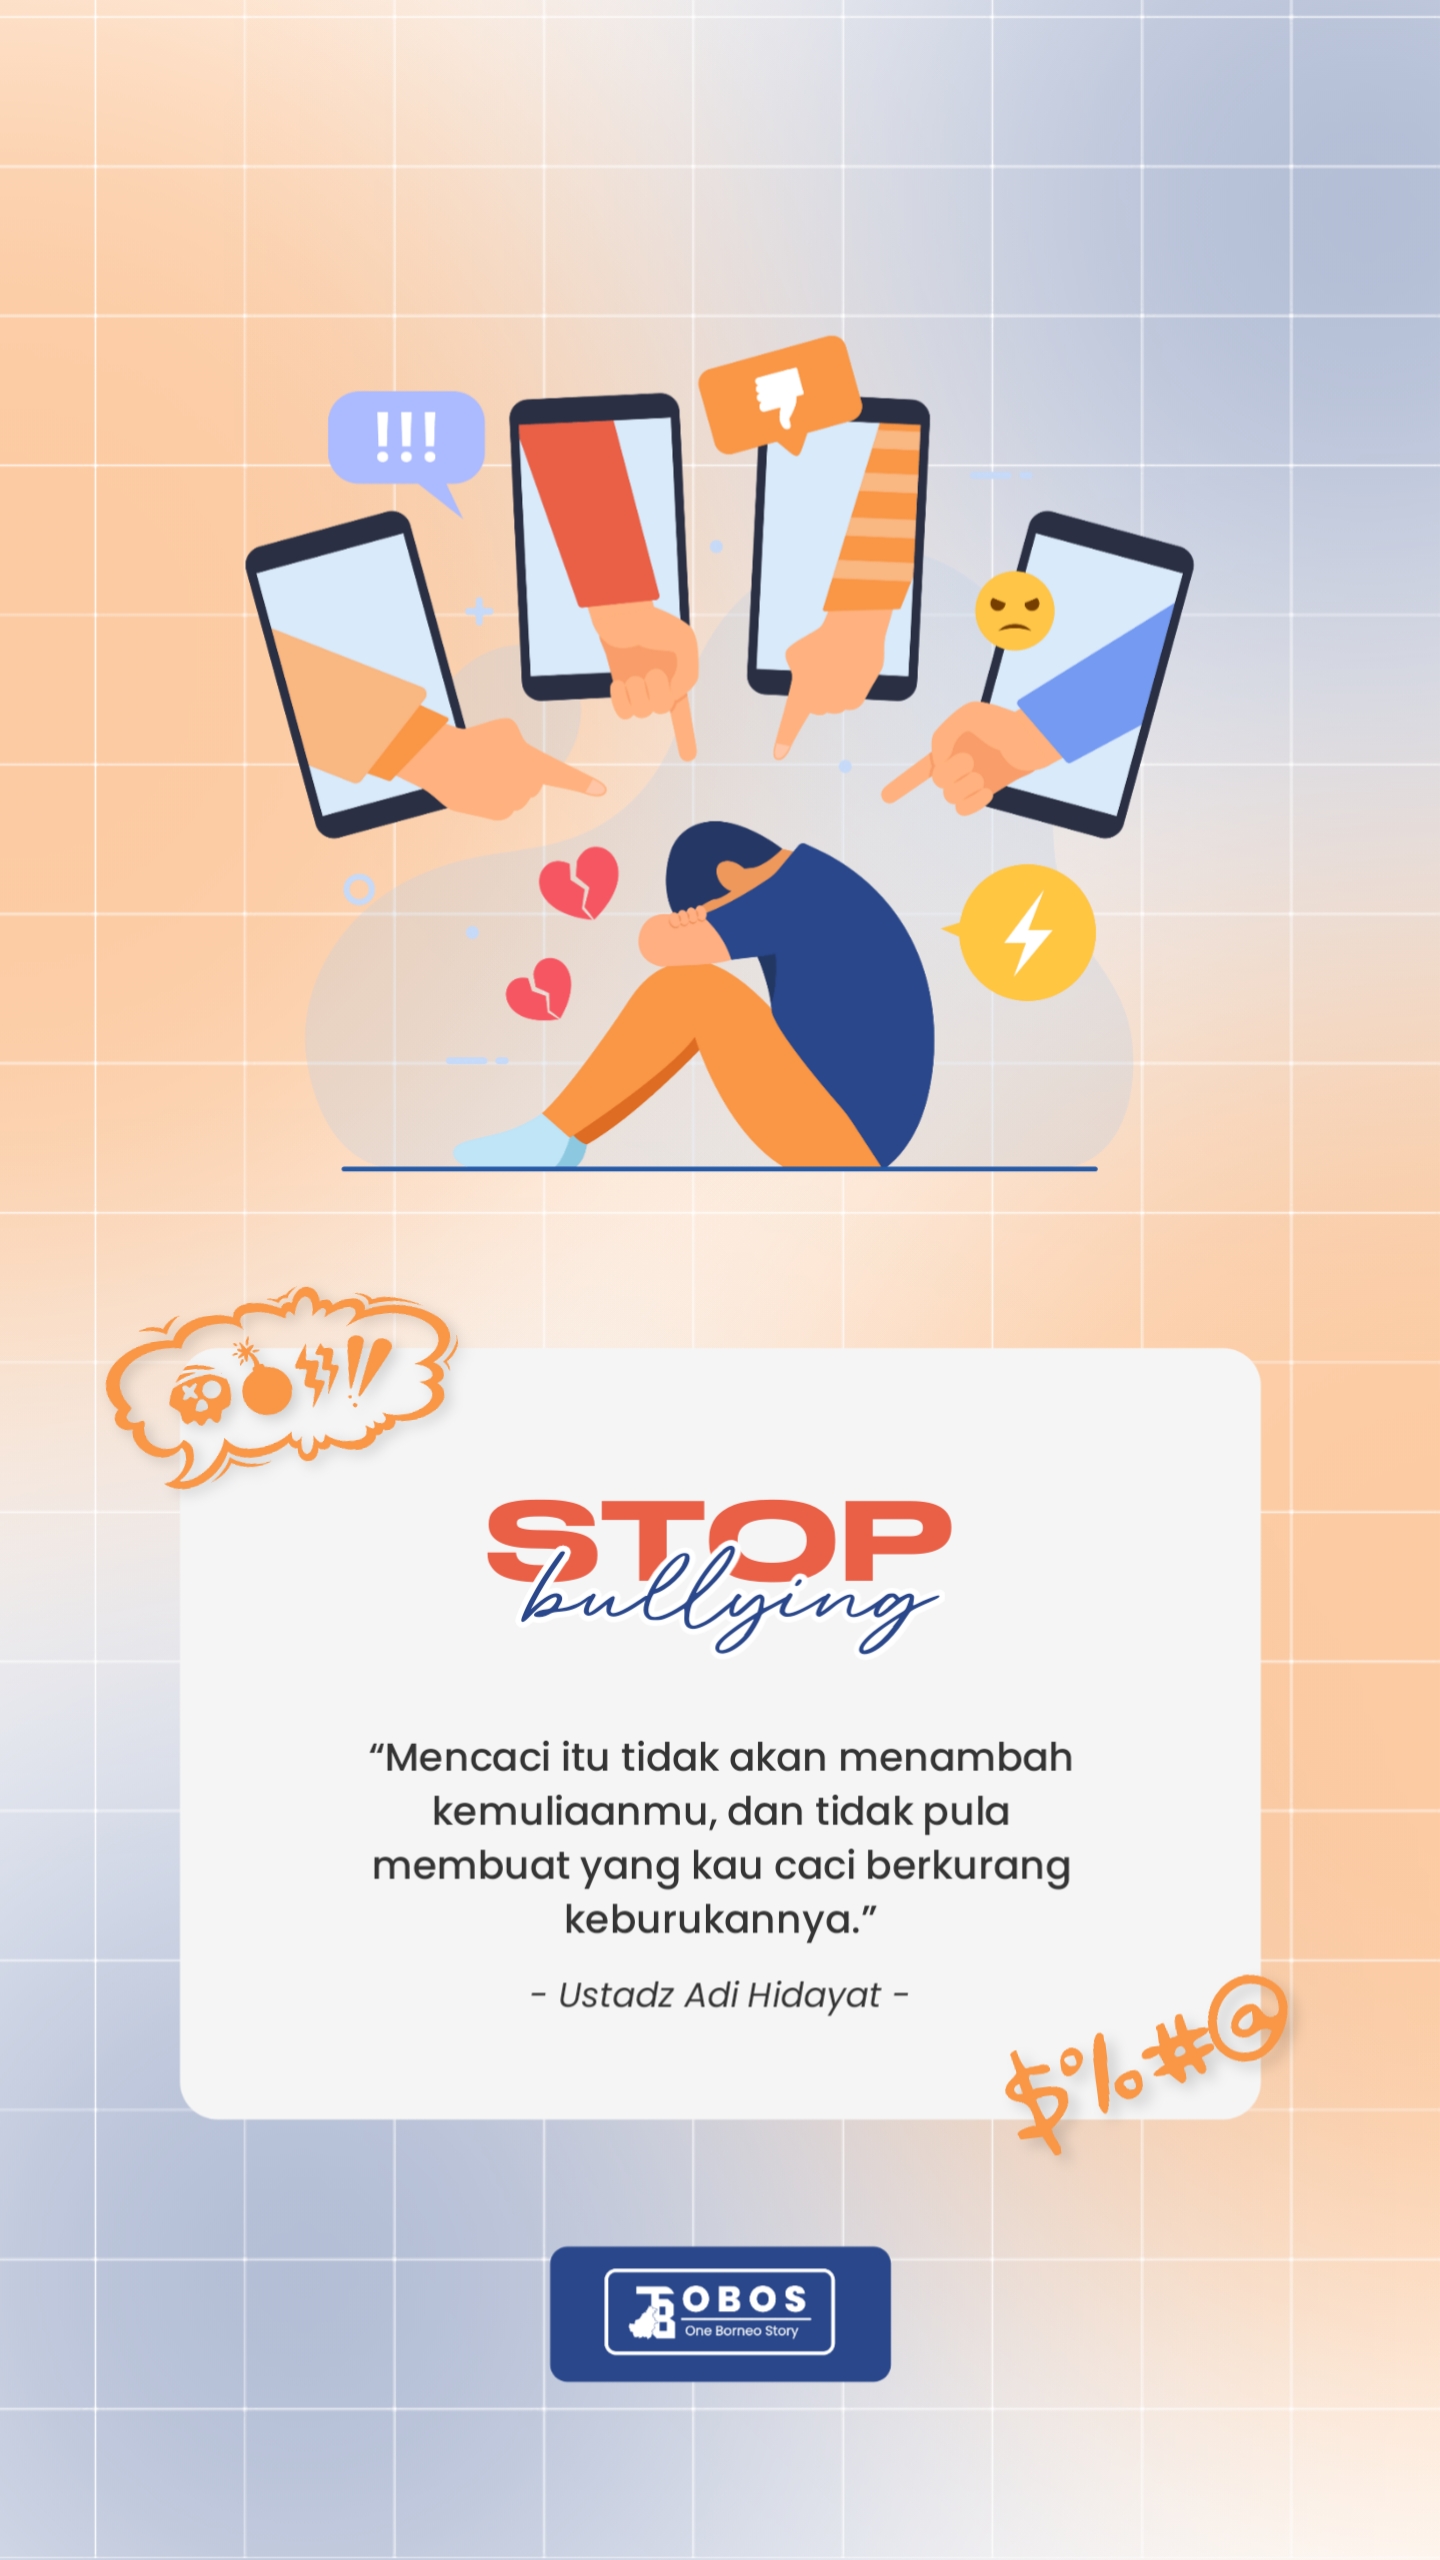 !!!
STOP
bullying
“Mencaci itu tidak akan menambah
kemuliaanmu, dan tidak pula
membuat yang kau caci berkurang
keburukannya.”
- Ustadz Adi Hidayat -
$%#@
OBOS
One Borneo Story